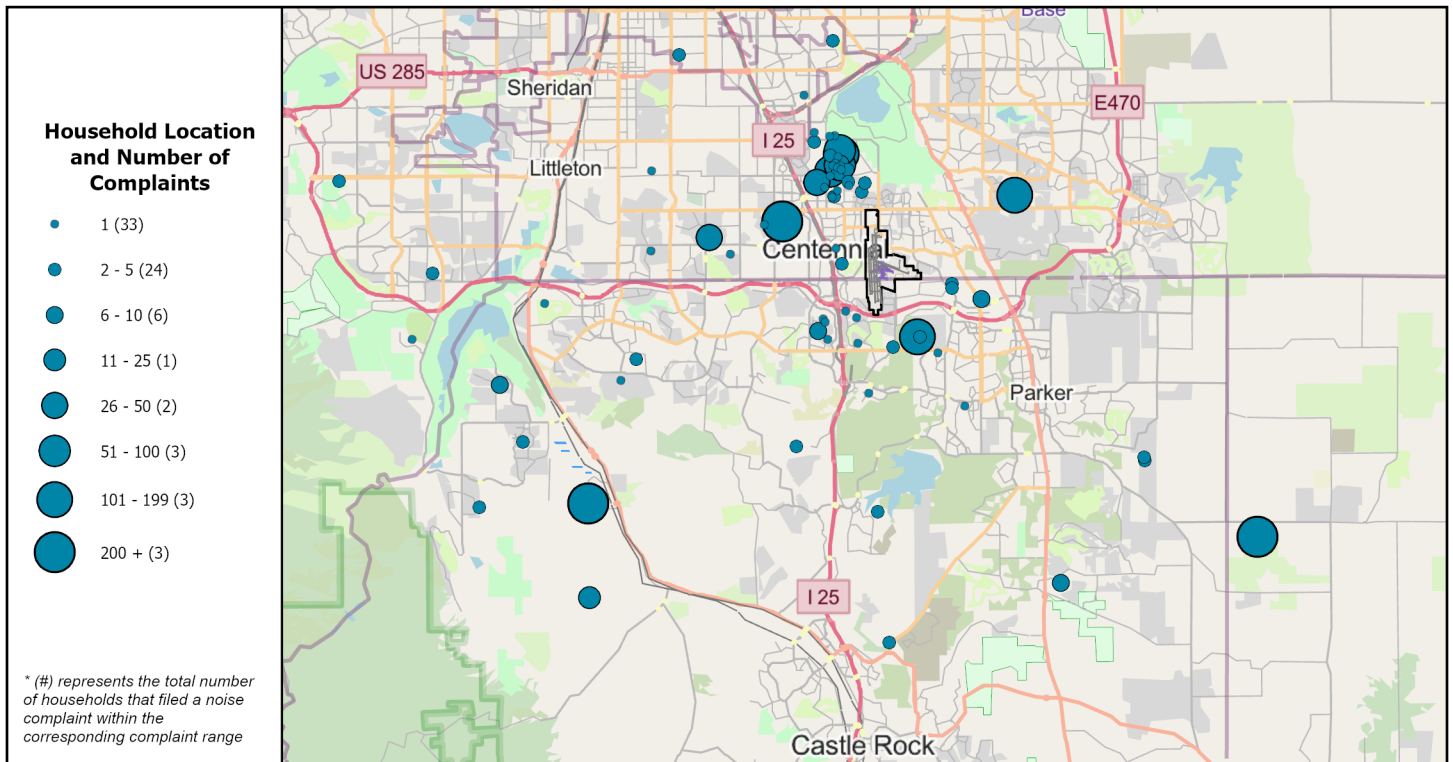 Household Location
and Number of
Complaints
1 (33)
2 - 5 (24)
6 - 10 (6)
11 - 25 (1)
26 - 50 (2)
51 - 100 (3)
101 - 199 (3)
200 + (3)
* (#) represents the total number
of households that filed a noise
complaint within the
corresponding complaint range
Base
US 285
Sheridan
E470
I 25
Littleton
Centennial
Parker
I 25
Castle Rock